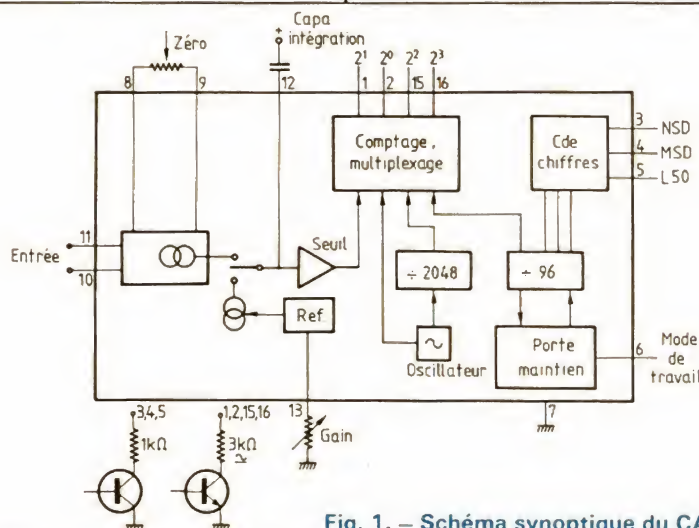 Capa
+ intégration
Zéro
8 9 12
2¹ 2⁰ 2² 2³
1 2 15 16
Comptage,
multiplexage
Cde
chiffres
3 NSD
4 MSD
5 L50
11
Entrée
10
Seuil
Ref.
÷ 2048
÷ 96
~
Oscillateur
Porte
maintien
6 Mode
de
travail
3,4,5
1kΩ
1,2,15,16
3kΩ
~
13
Gain
7
Fig. 1. – Schéma synoptique du CA